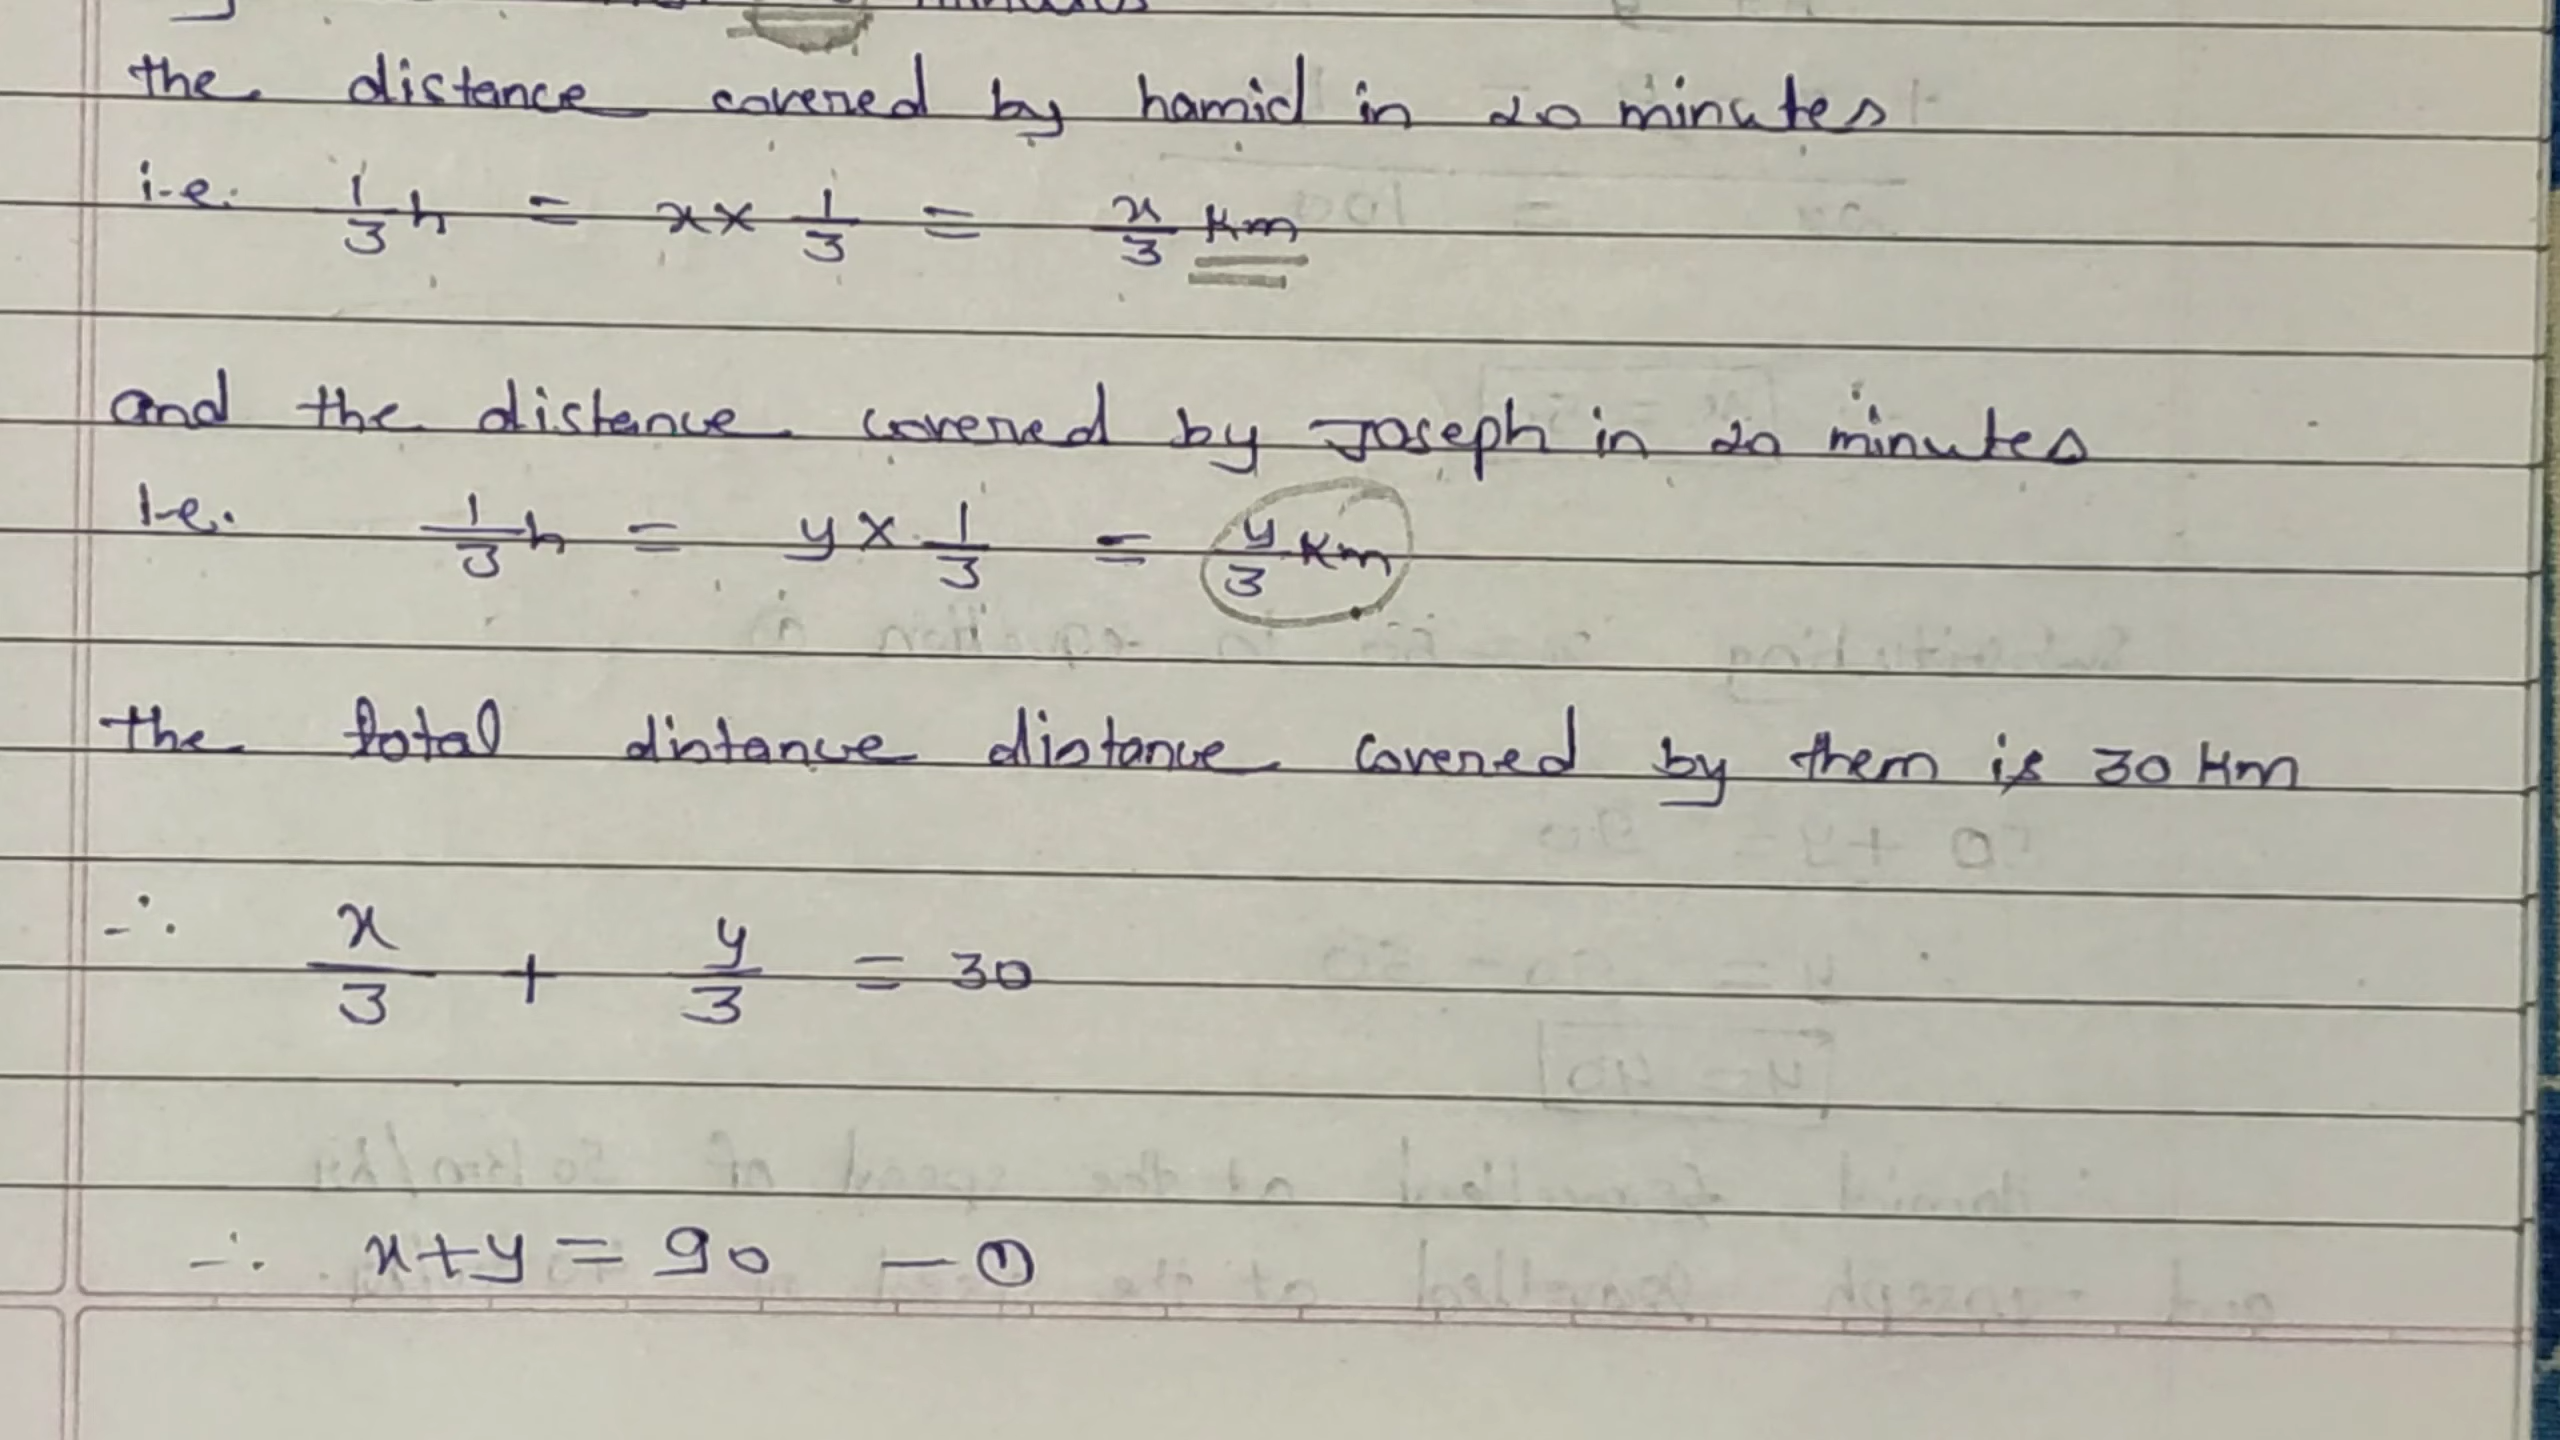 minutes
the distance covered by hamid in 20 minutes
i.e. 1/3 h = x × 1/3 = x/3 Km
and the distance covered by Joseph in 20 minutes
i.e. 1/3 h = y × 1/3 = y/3 Km
the total distance distance covered by them is 30 Km
∴ x/3 + y/3 = 30
∴ x+y = 90 — ①